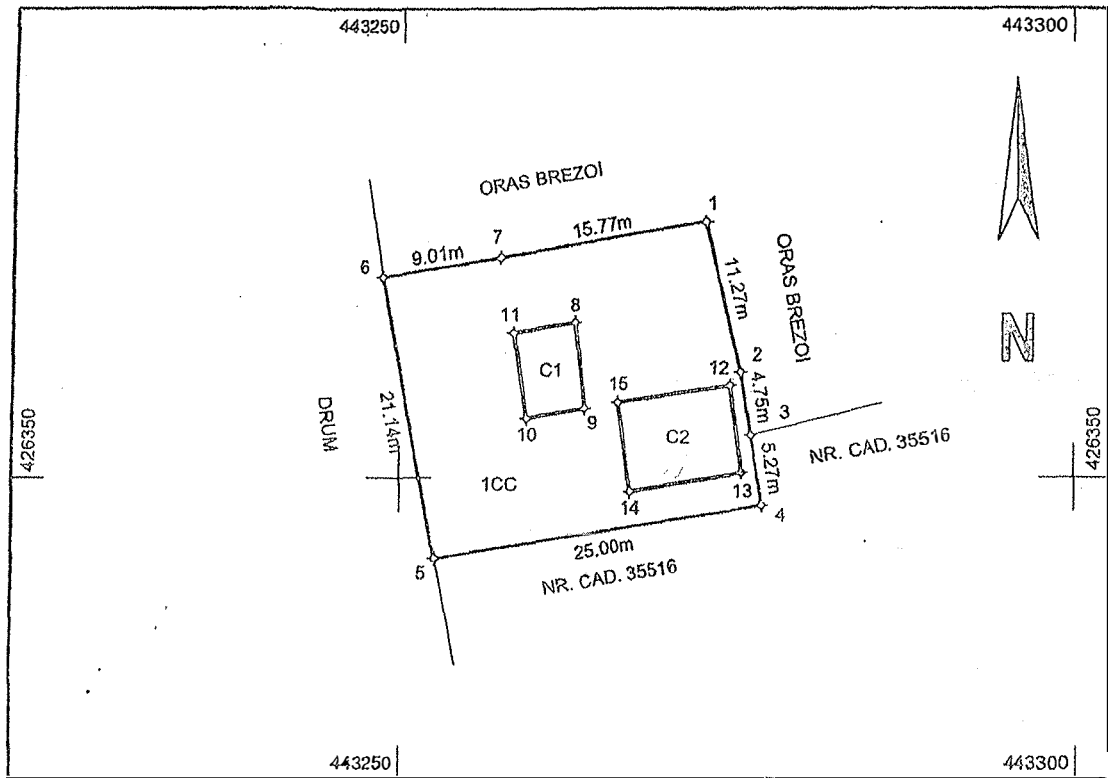 443250
443300
ORAS BREZOI
1
15.77m
7
9.01m
6
ORAS BREZOI
11.27m
N
11
8
C1
2
12
4.75m
15
3
10
9
21.14m
DRUM
C2
426350
NR. CAD. 35516
426350
5.27m
1CC
14
13
4
25.00m
5
NR. CAD. 35516
443250
443300